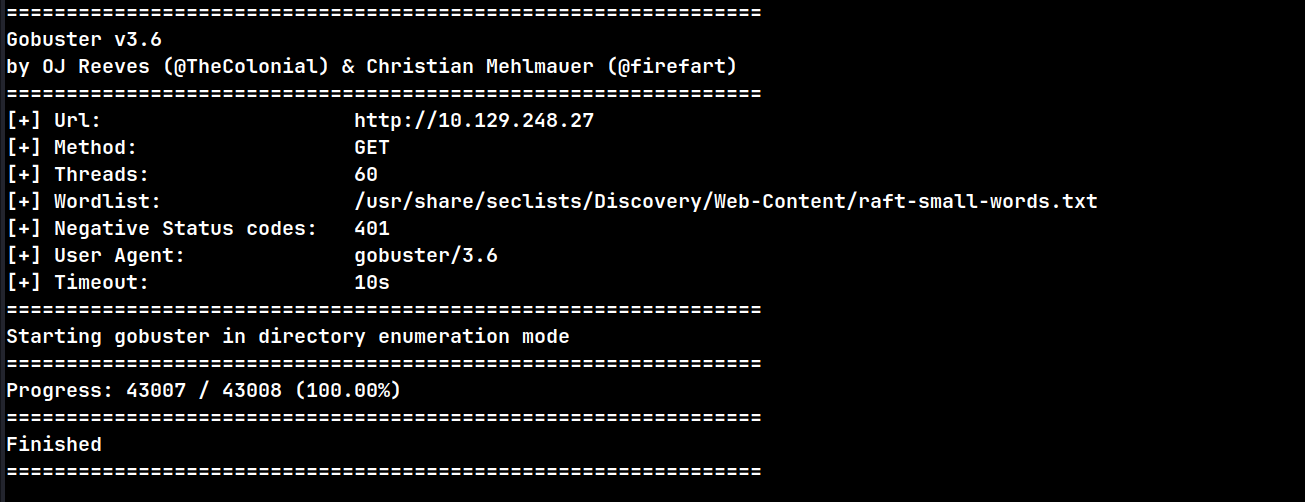 ===============================================================
Gobuster v3.6
by OJ Reeves (@TheColonial) & Christian Mehlmauer (@firefart)
===============================================================
[+] Url:                     http://10.129.248.27
[+] Method:                  GET
[+] Threads:                 60
[+] Wordlist:                /usr/share/seclists/Discovery/Web-Content/raft-small-words.txt
[+] Negative Status codes:   401
[+] User Agent:              gobuster/3.6
[+] Timeout:                 10s
===============================================================
Starting gobuster in directory enumeration mode
===============================================================
Progress: 43007 / 43008 (100.00%)
===============================================================
Finished
===============================================================